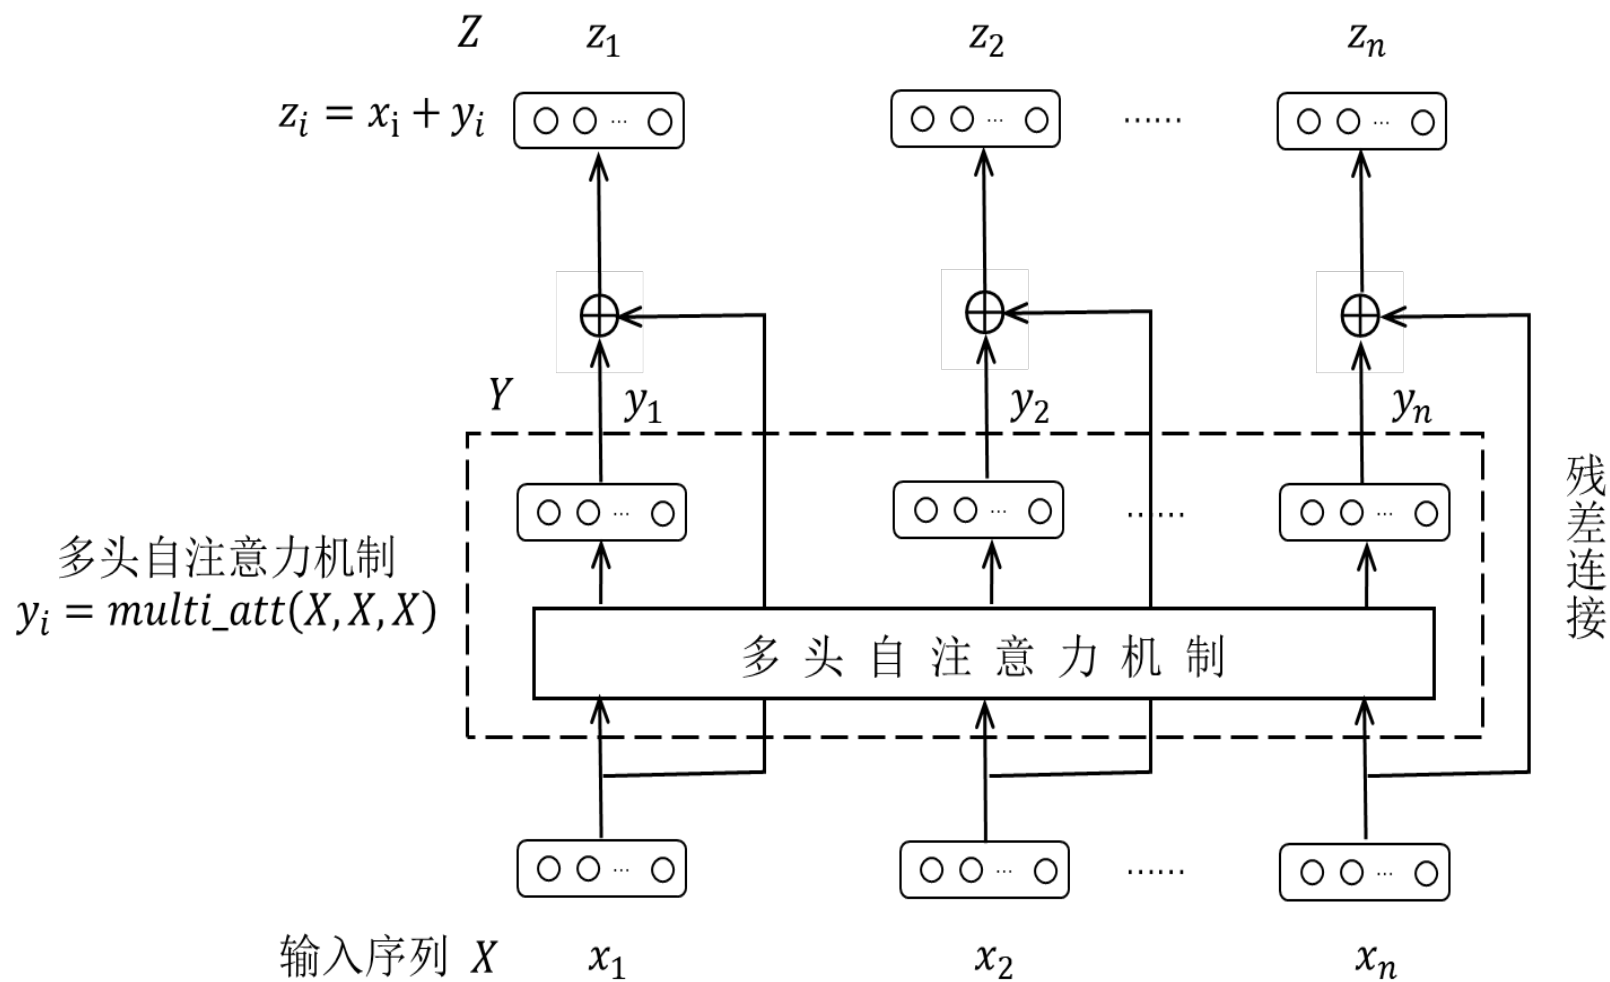 Z z₁ z₂ zₙ
zᵢ = xᵢ + yᵢ ... ... ...... ...
Y y₁ y₂ yₙ
... ... ...... ...
残差连接
多头自注意力机制
yᵢ = multi_att(X, X, X)
多头自注意力机制
... ... ...... ...
输入序列 X x₁ x₂ xₙ